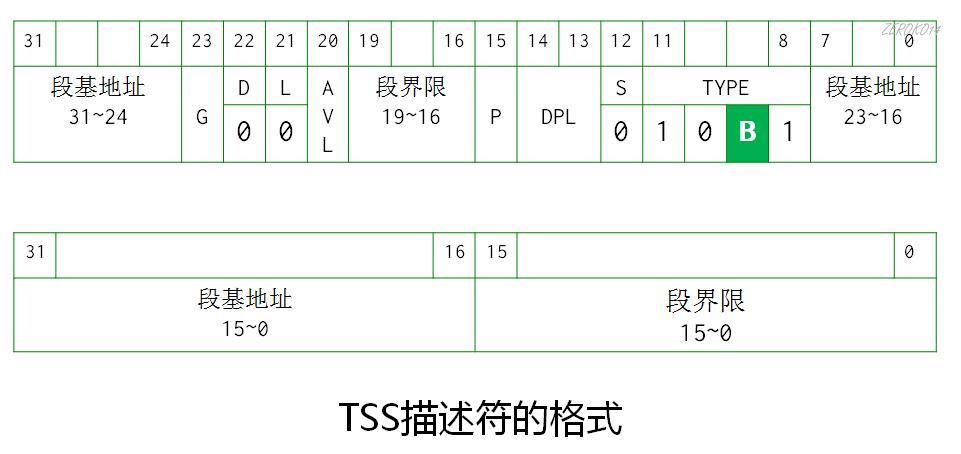 ZEROKO14
31 24 23 22 21 20 19 16 15 14 13 12 11 8 7 0
段基地址 D L A 段界限 S TYPE 段基地址
31~24 G V 19~16 P DPL 23~16
0 0 L 0 1 0 B 1
31 16 15 0
段基地址 段界限
15~0 15~0
TSS描述符的格式